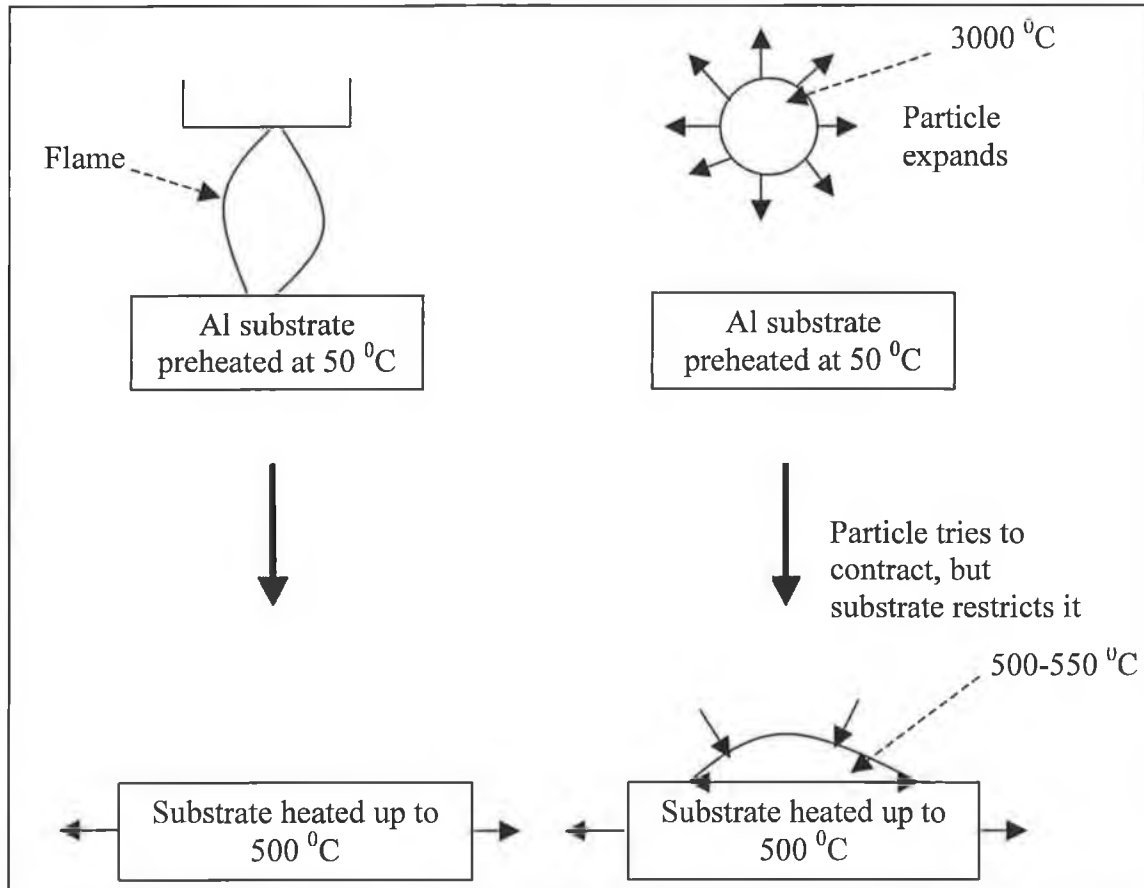 3000 ⁰C
Particle
expands
Flame
Al substrate
preheated at 50 ⁰C
Al substrate
preheated at 50 ⁰C
Particle tries to
contract, but
substrate restricts it
500-550 ⁰C
Substrate heated up to
500 ⁰C
Substrate heated up to
500 ⁰C